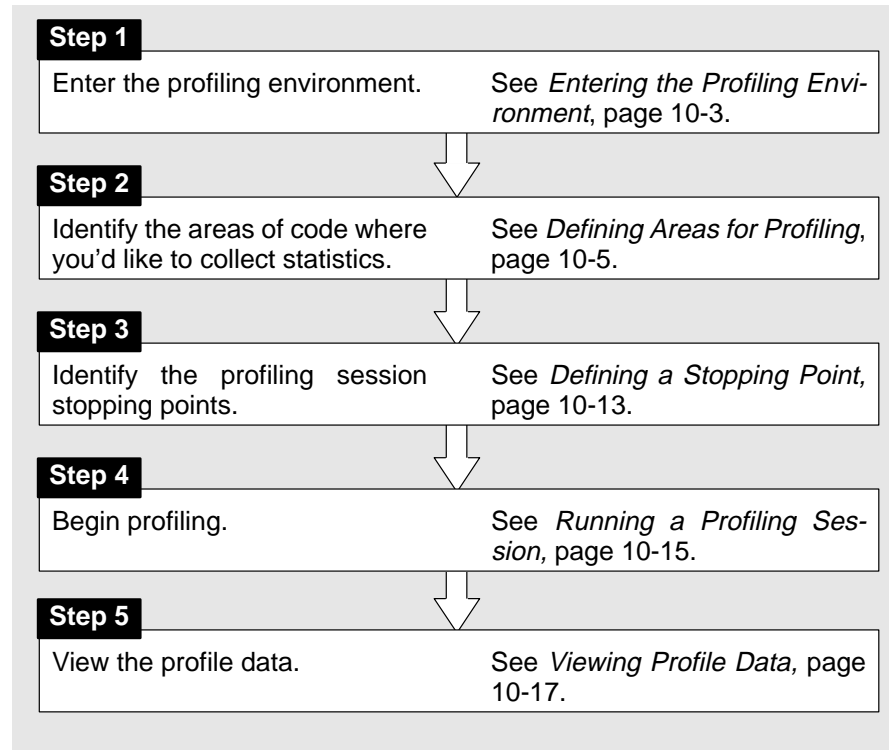 Step 1
Enter the profiling environment.
See Entering the Profiling Envi-
ronment, page 10-3.
Step 2
Identify the areas of code where
you'd like to collect statistics.
See Defining Areas for Profiling,
page 10-5.
Step 3
Identify the profiling session
stopping points.
See Defining a Stopping Point,
page 10-13.
Step 4
Begin profiling.
See Running a Profiling Ses-
sion, page 10-15.
Step 5
View the profile data.
See Viewing Profile Data, page
10-17.